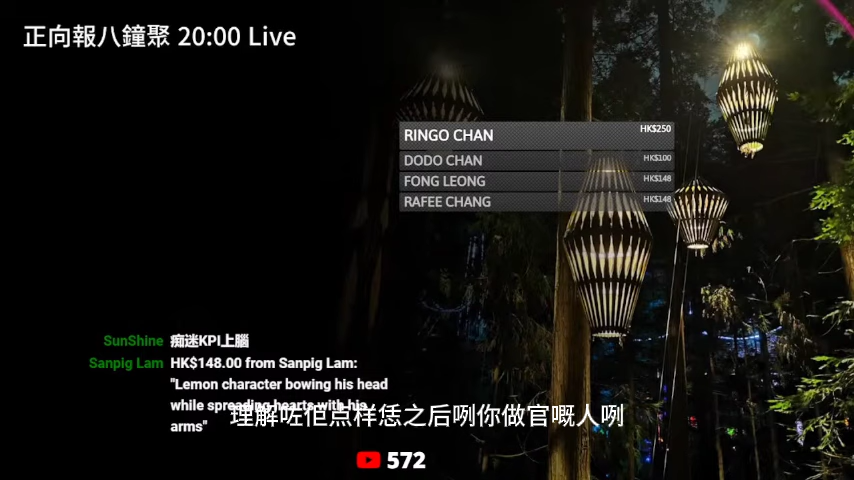 正向報八鐘聚 20:00 Live
RINGO CHAN HK$250
DODO CHAN HK$100
FONG LEONG HK$148
RAFEE CHANG HK$148
SunShine 痴迷KPI上腦
Sanpig Lam HK$148.00 from Sanpig Lam:
"Lemon character bowing his head
while spreading hearts with his
arms"
理解咗佢点样恁之后咧你做官嘅人咧
572